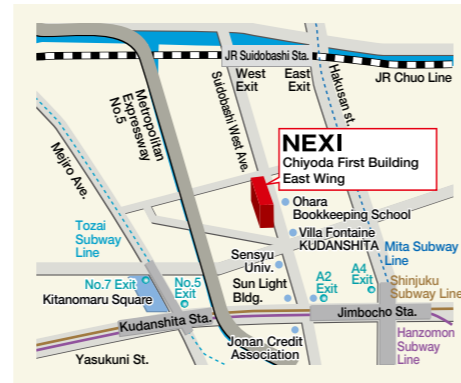 JR Suidobashi Sta.
West
Exit
East
Exit
JR Chuo Line
Hakusan st.
Suidobashi West Ave.
Metropolitan
Expressway
No.5
Mejiro Ave.
NEXI
Chiyoda First Building
East Wing
Ohara
Bookkeeping School
Villa Fontaine
KUDANSHITA
Tozai
Subway
Line
Mita Subway
Line
Sensyu
Univ.
No.7 Exit
No.5
Exit
Kitanomaru Square
Sun Light
Bldg.
A2
Exit
A4
Exit
Shinjuku
Subway Line
Kudanshita Sta.
Jimbocho Sta.
Hanzomon
Subway
Line
Jonan Credit
Association
Yasukuni St.